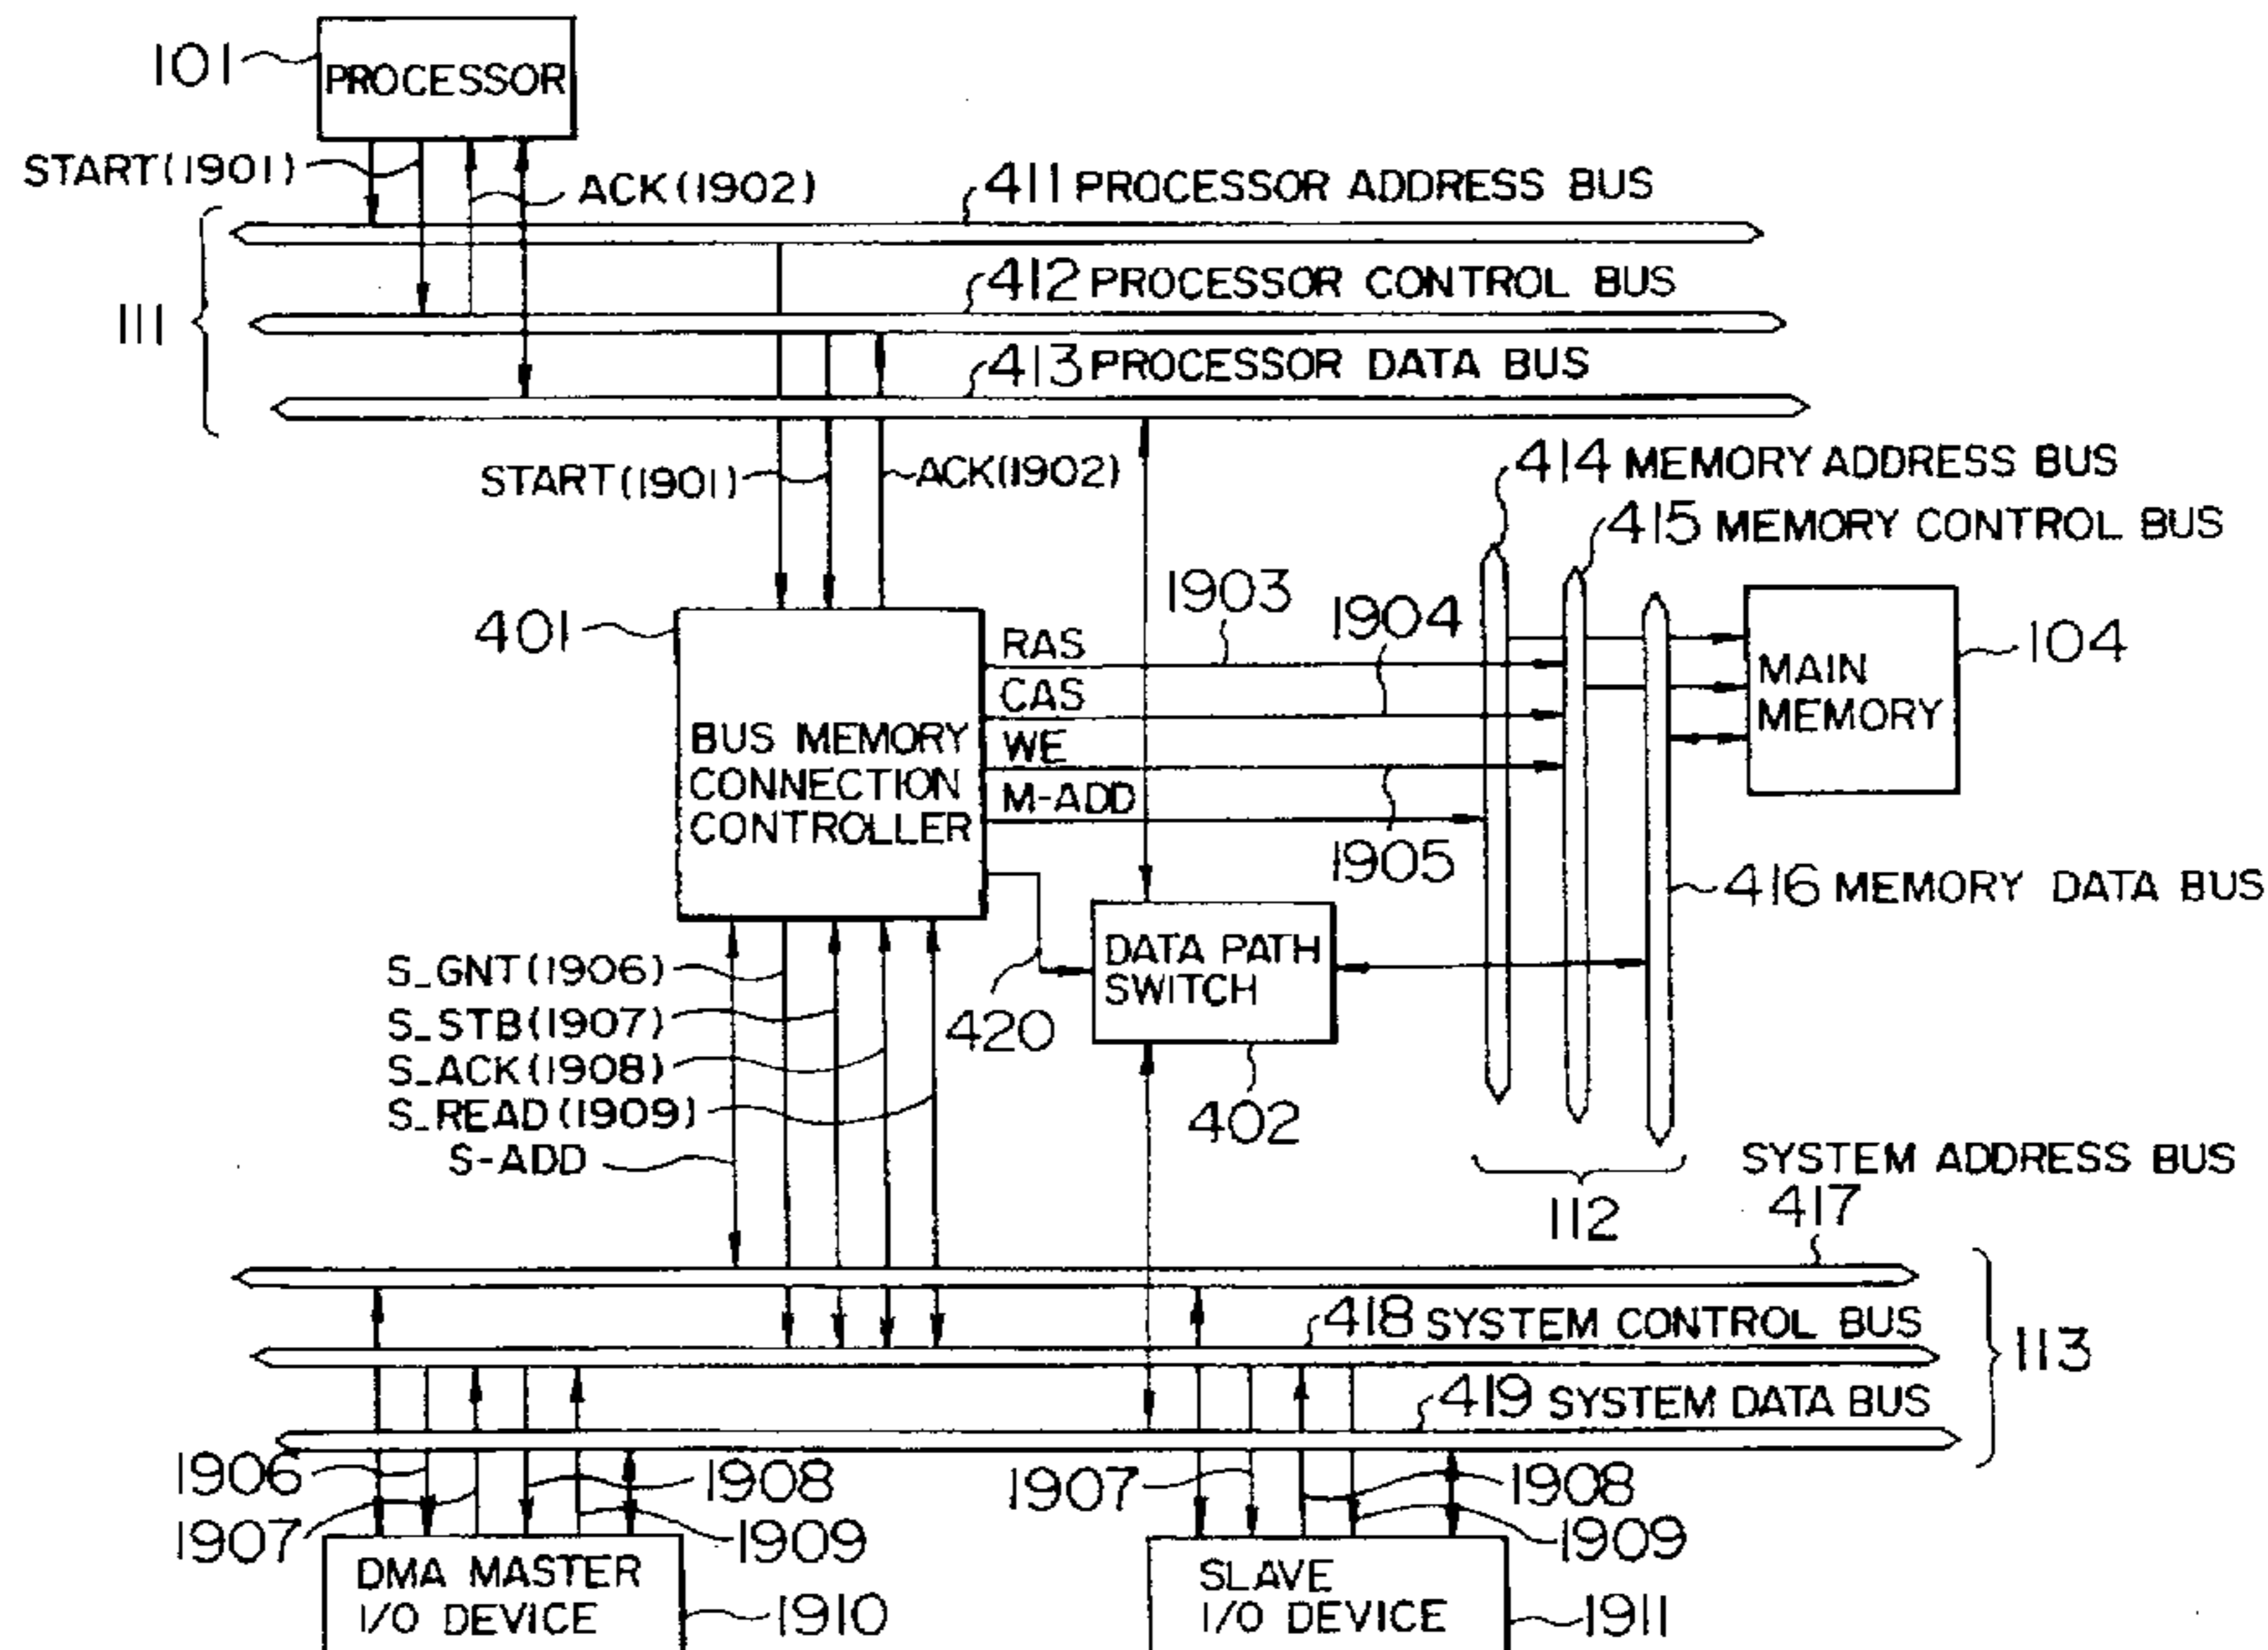 101
PROCESSOR
START(1901)
ACK(1902)
411 PROCESSOR ADDRESS BUS
412 PROCESSOR CONTROL BUS
111
413 PROCESSOR DATA BUS
START(1901)
ACK(1902)
414 MEMORY ADDRESS BUS
415 MEMORY CONTROL BUS
1903
1904
401
RAS
CAS
WE
M-ADD
BUS MEMORY
CONNECTION
CONTROLLER
MAIN
MEMORY
104
1905
416 MEMORY DATA BUS
DATA PATH
SWITCH
S_GNT(1906)
S_STB(1907)
S_ACK(1908)
S_READ(1909)
S-ADD
420
402
112
SYSTEM ADDRESS BUS
417
418 SYSTEM CONTROL BUS
113
419 SYSTEM DATA BUS
1906
1908
1907
1909
1907
1908
1909
DMA MASTER
I/O DEVICE
1910
SLAVE
I/O DEVICE
1911